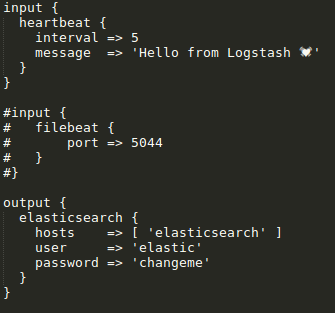 input {
  heartbeat {
    interval => 5
    message  => 'Hello from Logstash 💓'
  }
}

#input {
#   filebeat {
#       port => 5044
#   }
#}

output {
  elasticsearch {
    hosts    => [ 'elasticsearch' ]
    user     => 'elastic'
    password => 'changeme'
  }
}